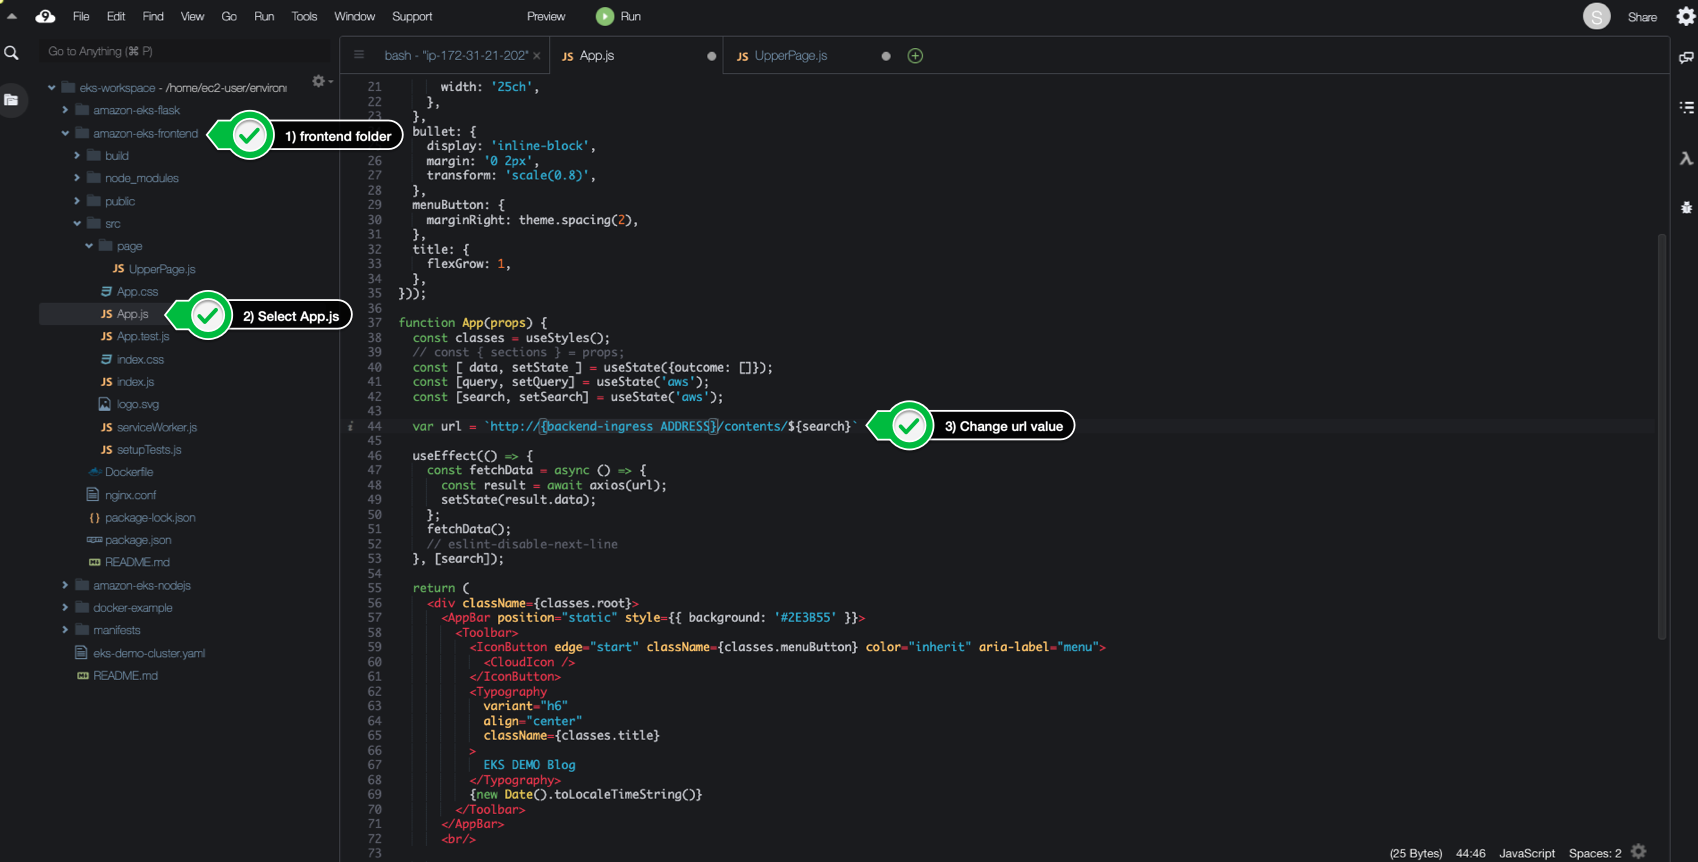 File Edit Find View Go Run Tools Window Support Preview Run S Share
Go to Anything (⌘ P)
bash - "ip-172-31-21-202" × JS App.js JS UpperPage.js
eks-workspace - /home/ec2-user/environ
amazon-eks-flask
amazon-eks-frontend
1) frontend folder
build
node_modules
public
src
page
JS UpperPage.js
App.css
JS App.js
2) Select App.js
JS App.test.js
index.css
JS index.js
logo.svg
JS serviceWorker.js
JS setupTests.js
Dockerfile
nginx.conf
{} package-lock.json
package.json
README.md
amazon-eks-nodejs
docker-example
manifests
eks-demo-cluster.yaml
README.md
21 width: '25ch',
22 },
23 },
bullet: {
display: 'inline-block',
26 margin: '0 2px',
27 transform: 'scale(0.8)',
28 },
29 menuButton: {
30 marginRight: theme.spacing(2),
31 },
32 title: {
33 flexGrow: 1,
34 },
35 }));
36
37 function App(props) {
38 const classes = useStyles();
39 // const { sections } = props;
40 const [ data, setState ] = useState({outcome: []});
41 const [query, setQuery] = useState('aws');
42 const [search, setSearch] = useState('aws');
43
i 44 var url = `http://{backend-ingress ADDRESS}/contents/${search}`
3) Change url value
45
46 useEffect(() => {
47 const fetchData = async () => {
48 const result = await axios(url);
49 setState(result.data);
50 };
51 fetchData();
52 // eslint-disable-next-line
53 }, [search]);
54
55 return (
56 <div className={classes.root}>
57 <AppBar position="static" style={{ background: '#2E3B55' }}>
58 <Toolbar>
59 <IconButton edge="start" className={classes.menuButton} color="inherit" aria-label="menu">
60 <CloudIcon />
61 </IconButton>
62 <Typography
63 variant="h6"
64 align="center"
65 className={classes.title}
66 >
67 EKS DEMO Blog
68 </Typography>
69 {new Date().toLocaleTimeString()}
70 </Toolbar>
71 </AppBar>
72 <br/>
73
(25 Bytes) 44:46 JavaScript Spaces: 2